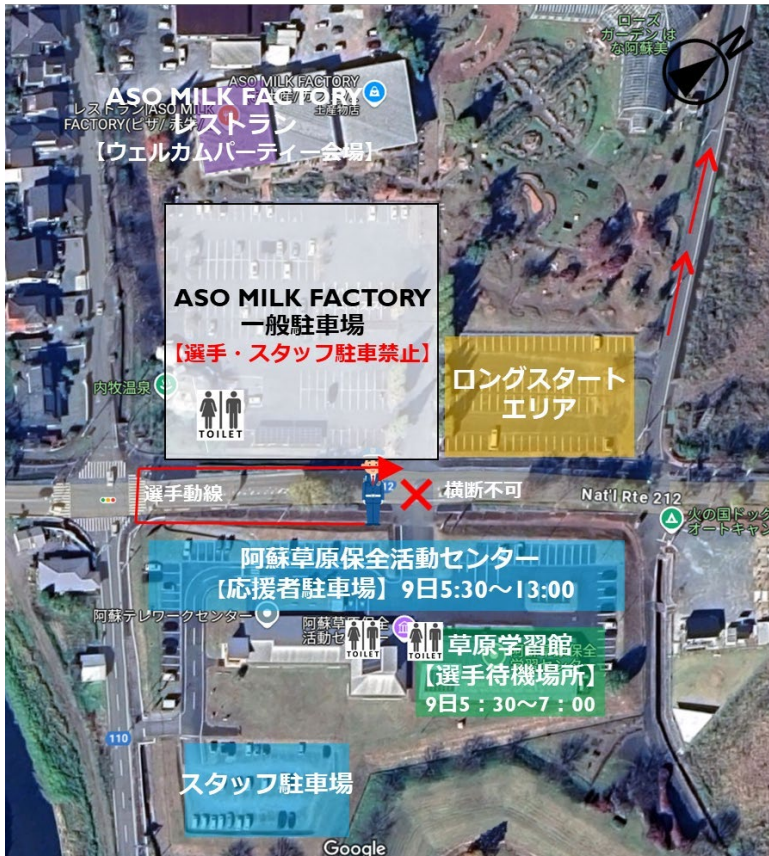 ローズ
ガーデン は
な阿蘇美
ASO MILK FACTORY
土産物店
レストラン|ASO MILK
FACTORY(ピザ/赤牛/
ASO MILK FACTORY
レストラン
【ウェルカムパーティー会場】
ASO MILK FACTORY
一般駐車場
【選手・スタッフ駐車禁止】
ロングスタート
エリア
内牧温泉
TOILET
選手動線
12
横断不可
Nat'l Rte 212
火の国ドッグ
オートキャン
阿蘇草原保全活動センター
【応援者駐車場】9日5:30～13:00
阿蘇テレワークセンター
阿蘇草原保全
活動セ
TOILET
TOILET
草原学習館
【選手待機場所】
9日5：30～7：00
110
スタッフ駐車場
Google